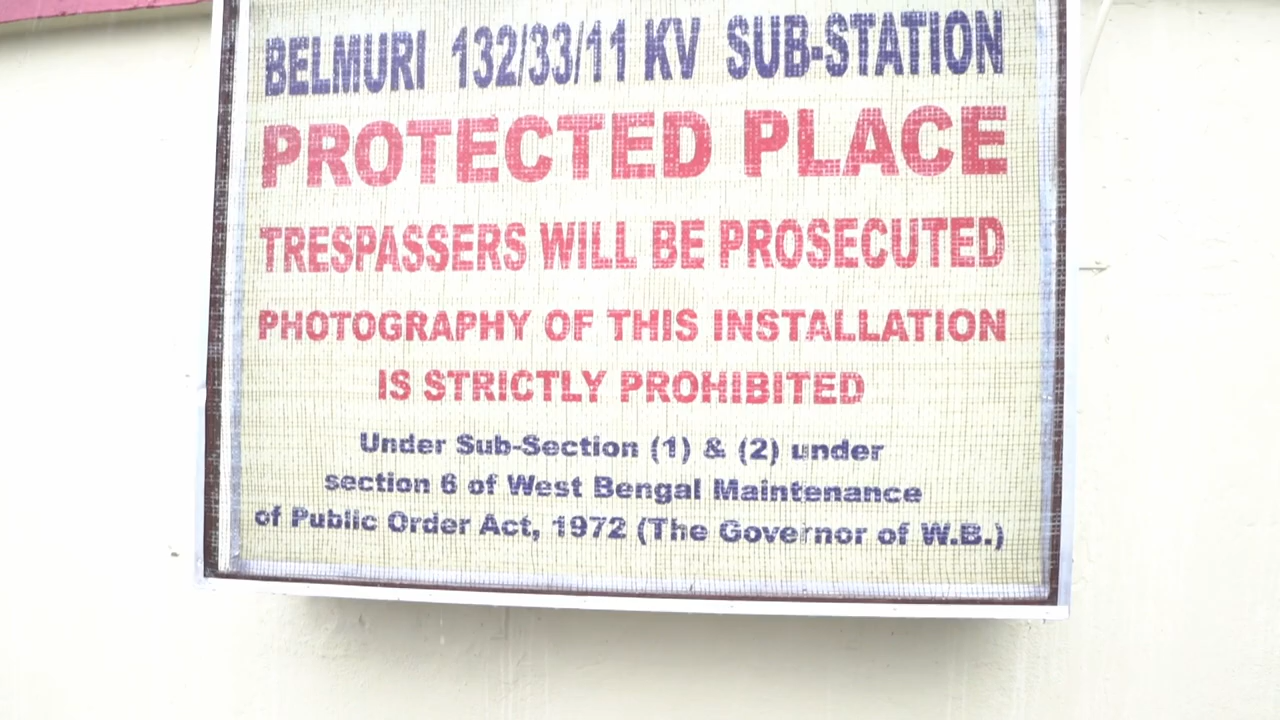 BELMURI 132/33/11 KV SUB-STATION
PROTECTED PLACE
TRESPASSERS WILL BE PROSECUTED
PHOTOGRAPHY OF THIS INSTALLATION
IS STRICTLY PROHIBITED
Under Sub-Section (1) & (2) under
section 6 of West Bengal Maintenance
of Public Order Act, 1972 (The Governor of W.B.)